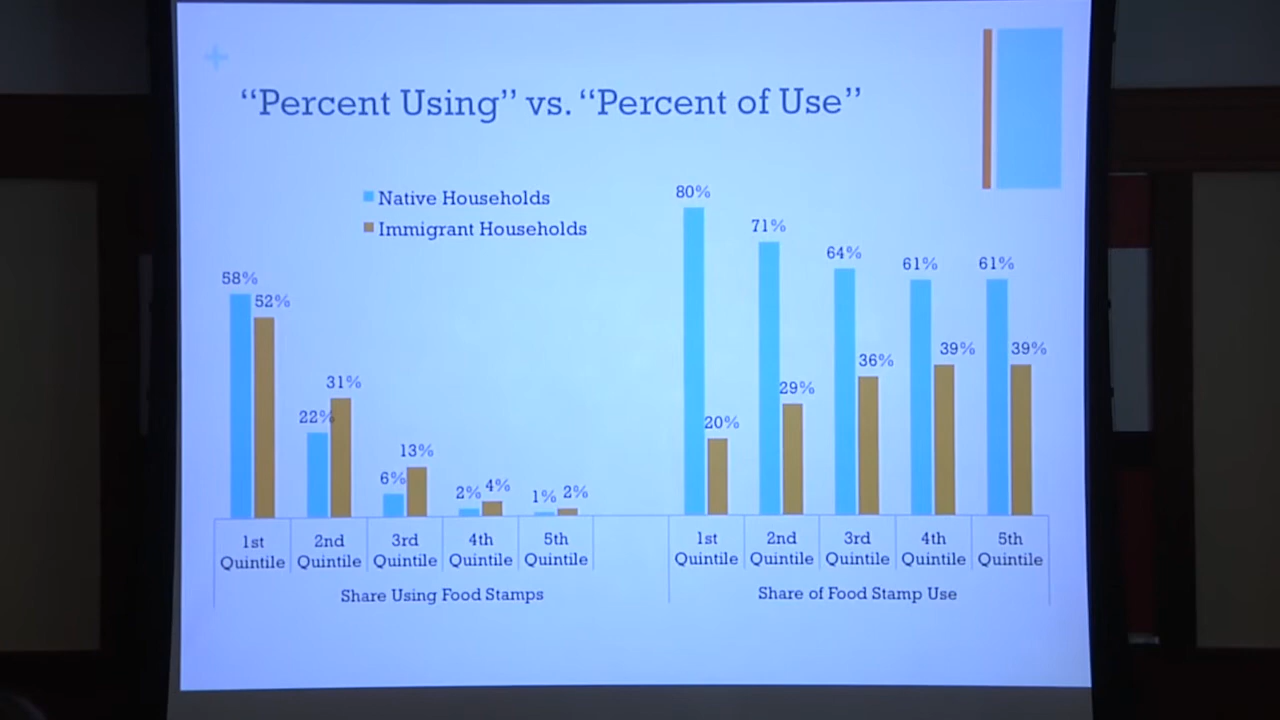 “Percent Using” vs. “Percent of Use”
Native Households
Immigrant Households
58%
52%
22%
31%
6%
13%
2%
4%
1%
2%
1st Quintile
2nd Quintile
3rd Quintile
4th Quintile
5th Quintile
Share Using Food Stamps
80%
20%
71%
29%
64%
36%
61%
39%
61%
39%
1st Quintile
2nd Quintile
3rd Quintile
4th Quintile
5th Quintile
Share of Food Stamp Use